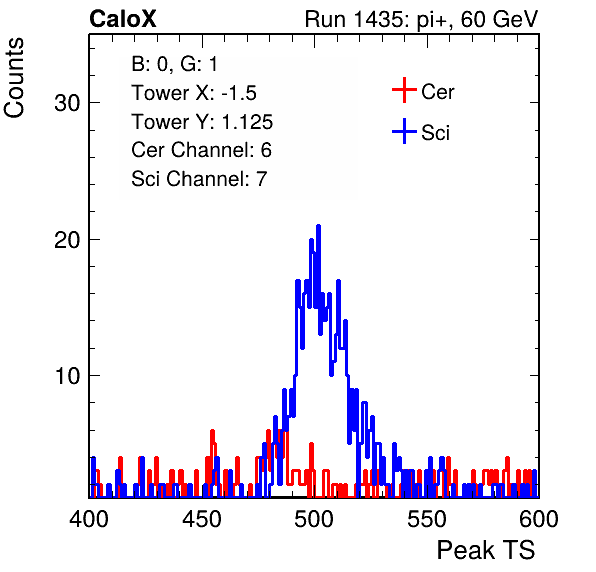 CaloX
Run 1435: pi+, 60 GeV
Counts
B: 0, G: 1
Tower X: -1.5
Tower Y: 1.125
Cer Channel: 6
Sci Channel: 7
Cer
Sci
30
20
10
400 450 500 550 600
Peak TS